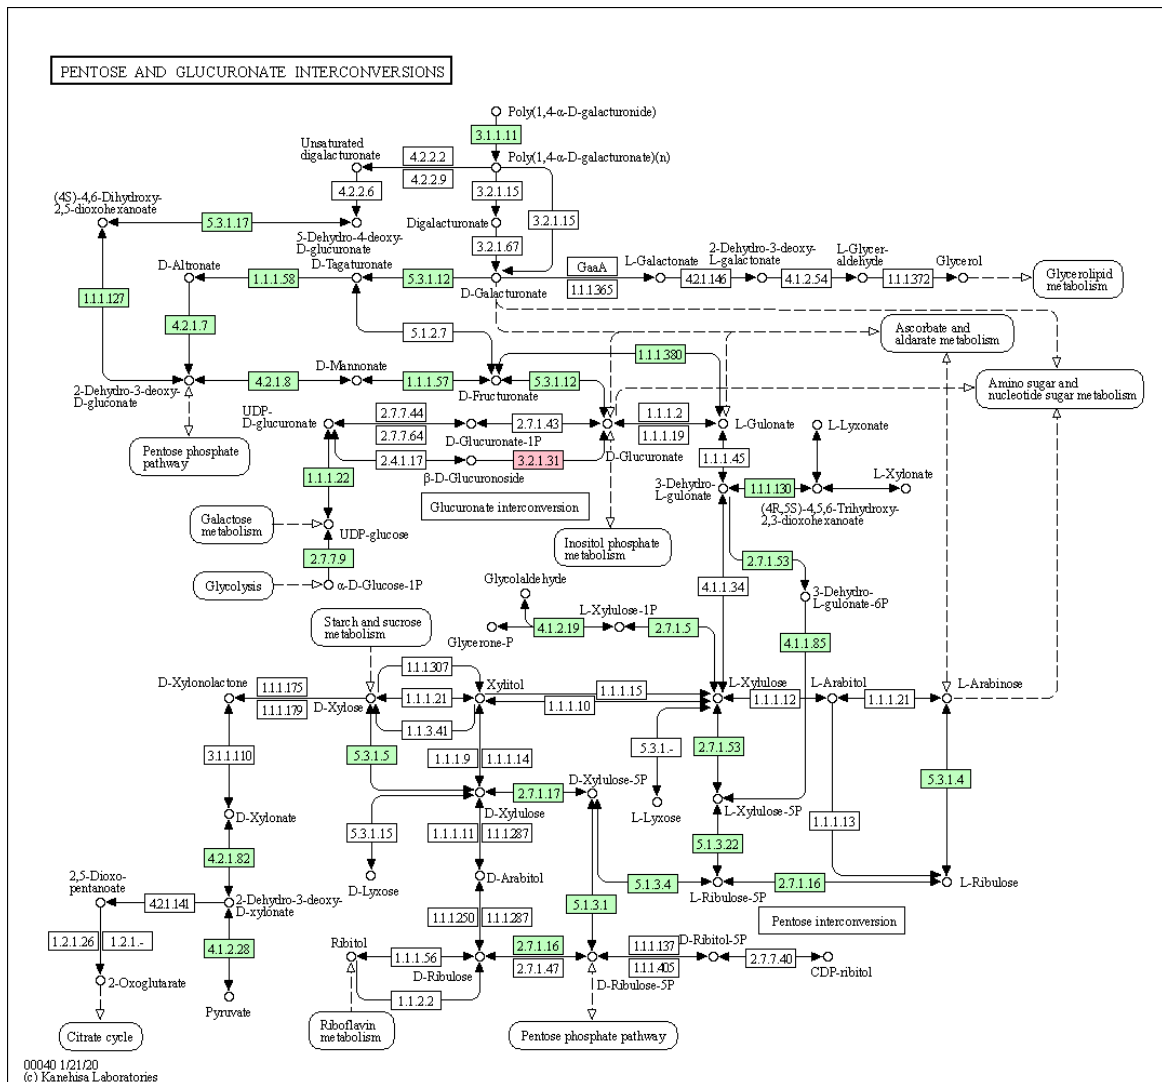 PENTOSE AND GLUCURONATE INTERCONVERSIONS
Poly(1,4-α-D-galacturonide)
3.1.1.11
Unsaturated
digalacturonate
4.2.2.2
Poly(1,4-α-D-galacturonate)(n)
4.2.2.9
(4S)-4,6-Dihydroxy-
2,5-dioxohexanoate
4.2.2.6
3.2.1.15
5.3.1.17
Digalacturonate
3.2.1.15
5-Dehydro-4-deoxy-
D-glucuronate
3.2.1.67
D-Altronate
D-Tagaturonate
GaaA
L-Galactonate
2-Dehydro-3-deoxy-
L-galactonate
L-Glycer-
aldehyde
Glycerol
1.1.1.58
5.3.1.12
4.2.1.146
4.1.2.54
1.1.1.372
Glycerolipid
metabolism
D-Galacturonate
1.1.1.365
1.1.1.127
4.2.1.7
5.1.2.7
Ascorbate and
aldarate metabolism
D-Mannonate
1.1.1.380
4.2.1.8
1.1.1.57
5.3.1.12
2-Dehydro-3-deoxy-
D-gluconate
D-Fructuronate
Amino sugar and
nucleotide sugar metabolism
UDP-
D-glucuronate
2.7.7.44
2.7.7.64
2.7.1.43
1.1.1.2
1.1.1.19
L-Gulonate
L-Lyxonate
D-Glucuronate-1P
D-Glucuronate
Pentose phosphate
pathway
2.4.1.17
3.2.1.31
1.1.1.45
β-D-Glucuronoside
1.1.1.22
L-Xylonate
3-Dehydro-
L-gulonate
1.1.1.130
(4R,5S)-4,5,6-Trihydroxy-
2,3-dioxohexanoate
Glucuronate interconversion
Galactose
metabolism
UDP-glucose
Inositol phosphate
metabolism
2.7.7.9
2.7.1.53
Glycolysis
α-D-Glucose-1P
Glycolaldehyde
4.1.1.34
3-Dehydro-
L-gulonate-6P
Starch and sucrose
metabolism
L-Xylulose-1P
4.1.2.19
2.7.1.5
Glycerone-P
4.1.1.85
1.1.1.307
D-Xylonolactone
1.1.1.175
1.1.1.179
D-Xylose
1.1.1.21
Xylitol
1.1.1.15
1.1.1.10
L-Xylulose
1.1.1.12
L-Arabitol
1.1.1.21
L-Arabinose
1.1.3.41
3.1.1.110
5.3.1.5
1.1.1.9
1.1.1.14
5.3.1.-
2.7.1.53
5.3.1.4
D-Xylulose-5P
2.7.1.17
D-Xylulose
L-Lyxose
L-Xylulose-5P
D-Xylonate
5.3.1.15
1.1.1.11
1.1.1.287
1.1.1.13
5.1.3.22
4.2.1.82
2,5-Dioxo-
pentanoate
D-Lyxose
D-Arabitol
5.1.3.4
2.7.1.16
L-Ribulose
L-Ribulose-5P
4.2.1.141
2-Dehydro-3-deoxy-
D-xylonate
5.1.3.1
1.1.1.250
1.1.1.287
Pentose interconversion
1.2.1.26
1.2.1.-
4.1.2.28
Ribitol
1.1.1.56
D-Ribulose
2.7.1.16
2.7.1.47
1.1.1.137
1.1.1.405
D-Ribitol-5P
2.7.7.40
CDP-ribitol
D-Ribulose-5P
2-Oxoglutarate
Pyruvate
1.1.2.2
Citrate cycle
Riboflavin
metabolism
Pentose phosphate pathway
00040 1/21/20
(c) Kanehisa Laboratories